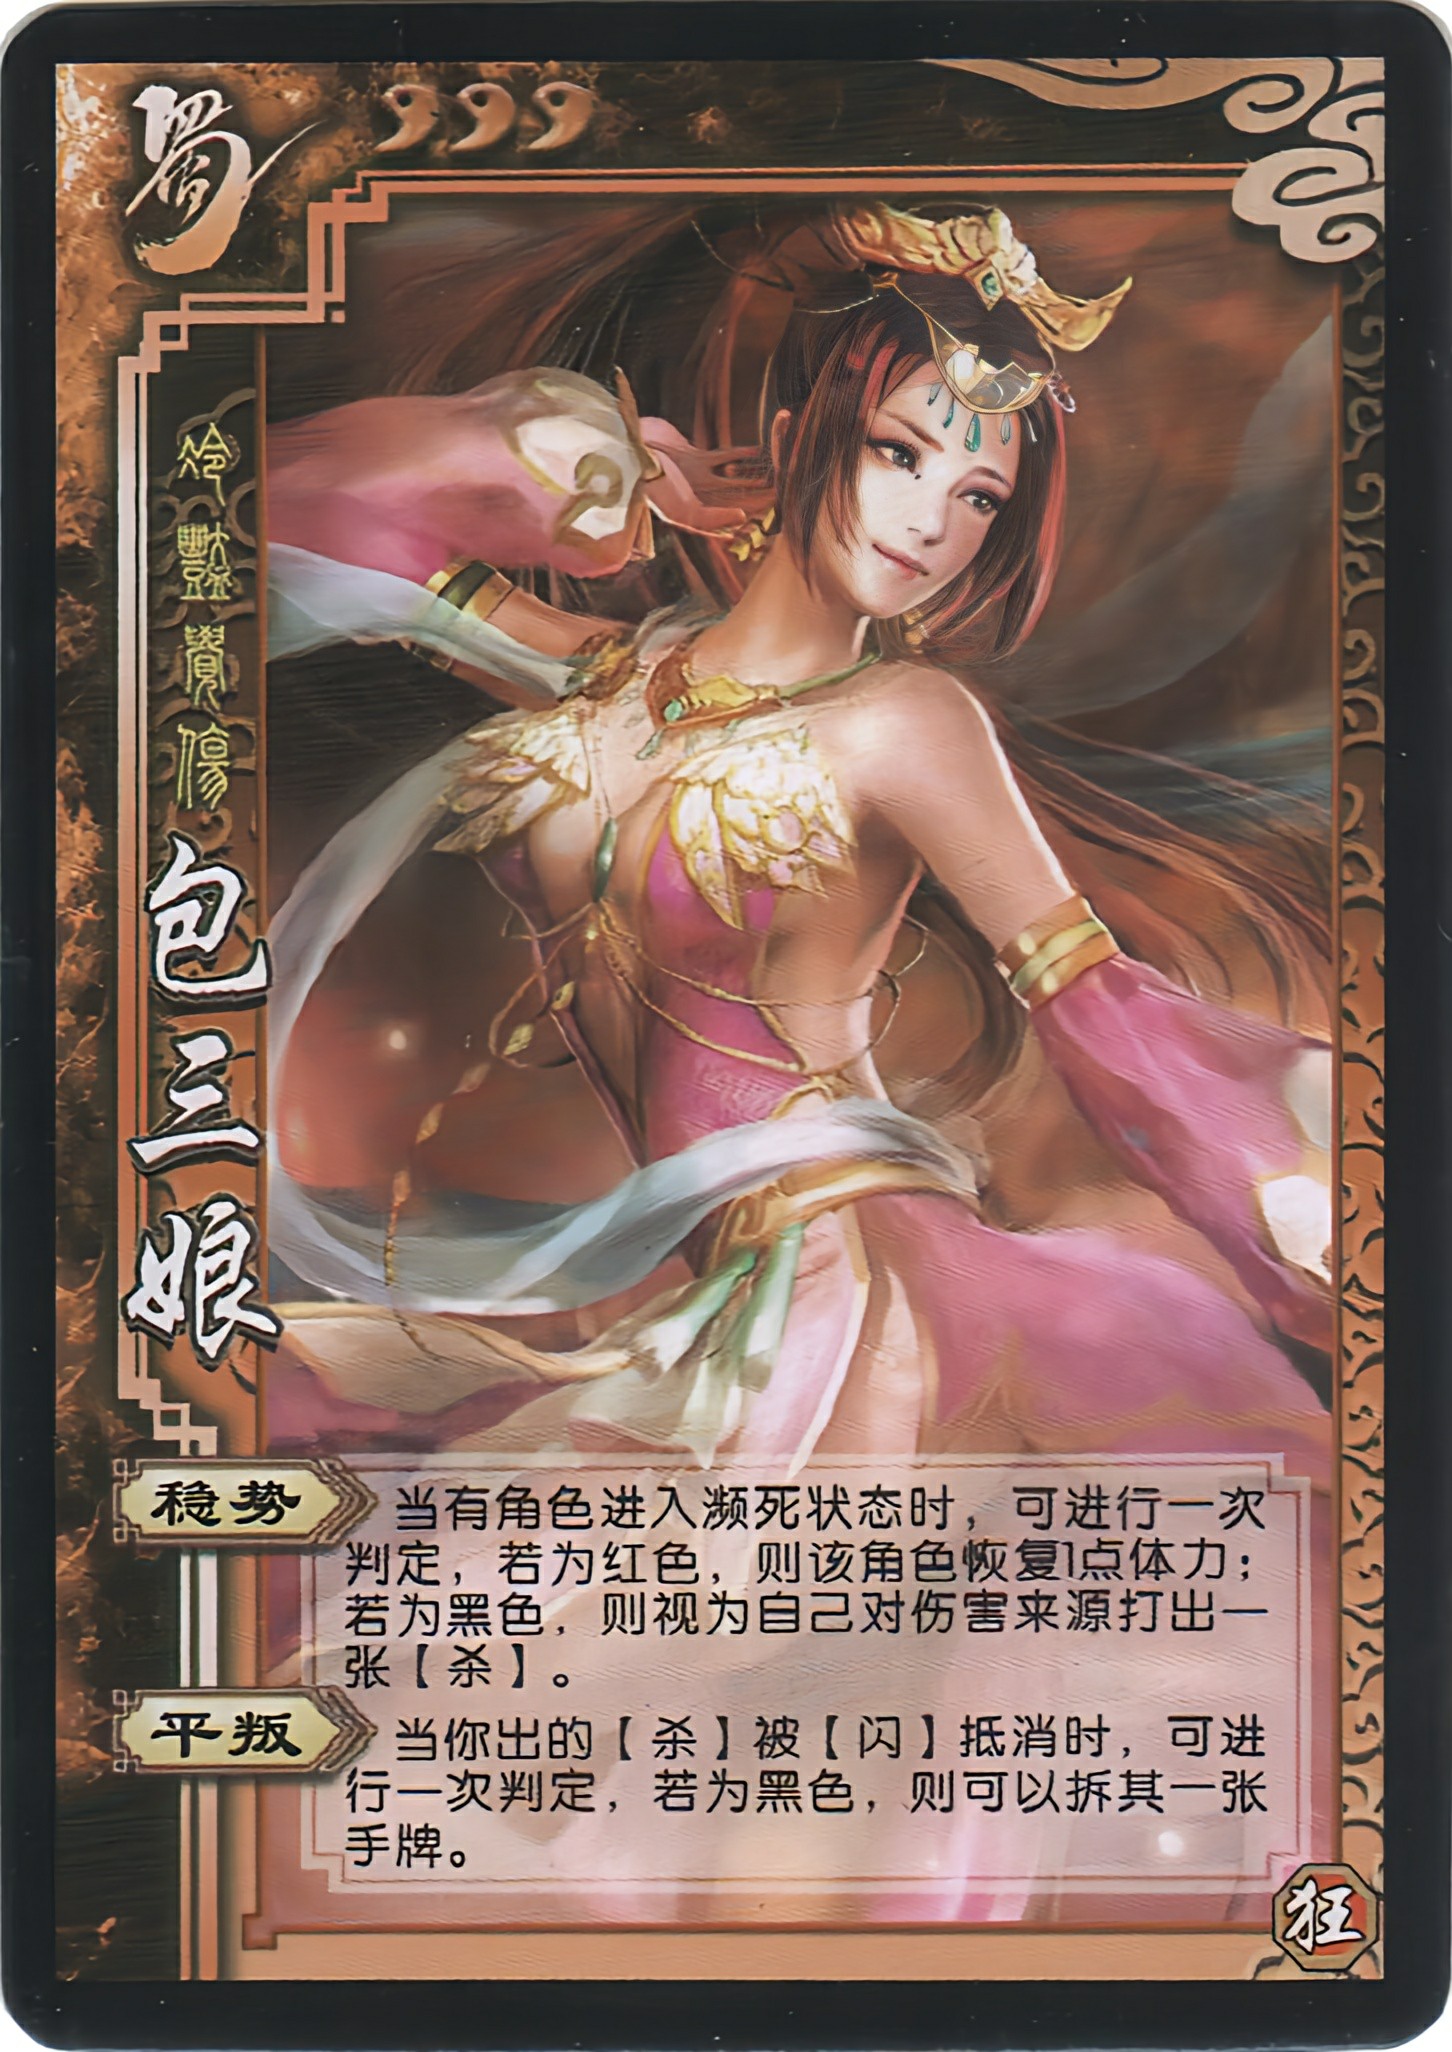 蜀
冷艷覺傷
包三娘
稳势
当有角色进入濒死状态时，可进行一次
判定，若为红色，则该角色恢复1点体力；
若为黑色，则视为自己对伤害来源打出一
张【杀】。
平叛
当你出的【杀】被【闪】抵消时，可进
行一次判定，若为黑色，则可以拆其一张
手牌。
狂